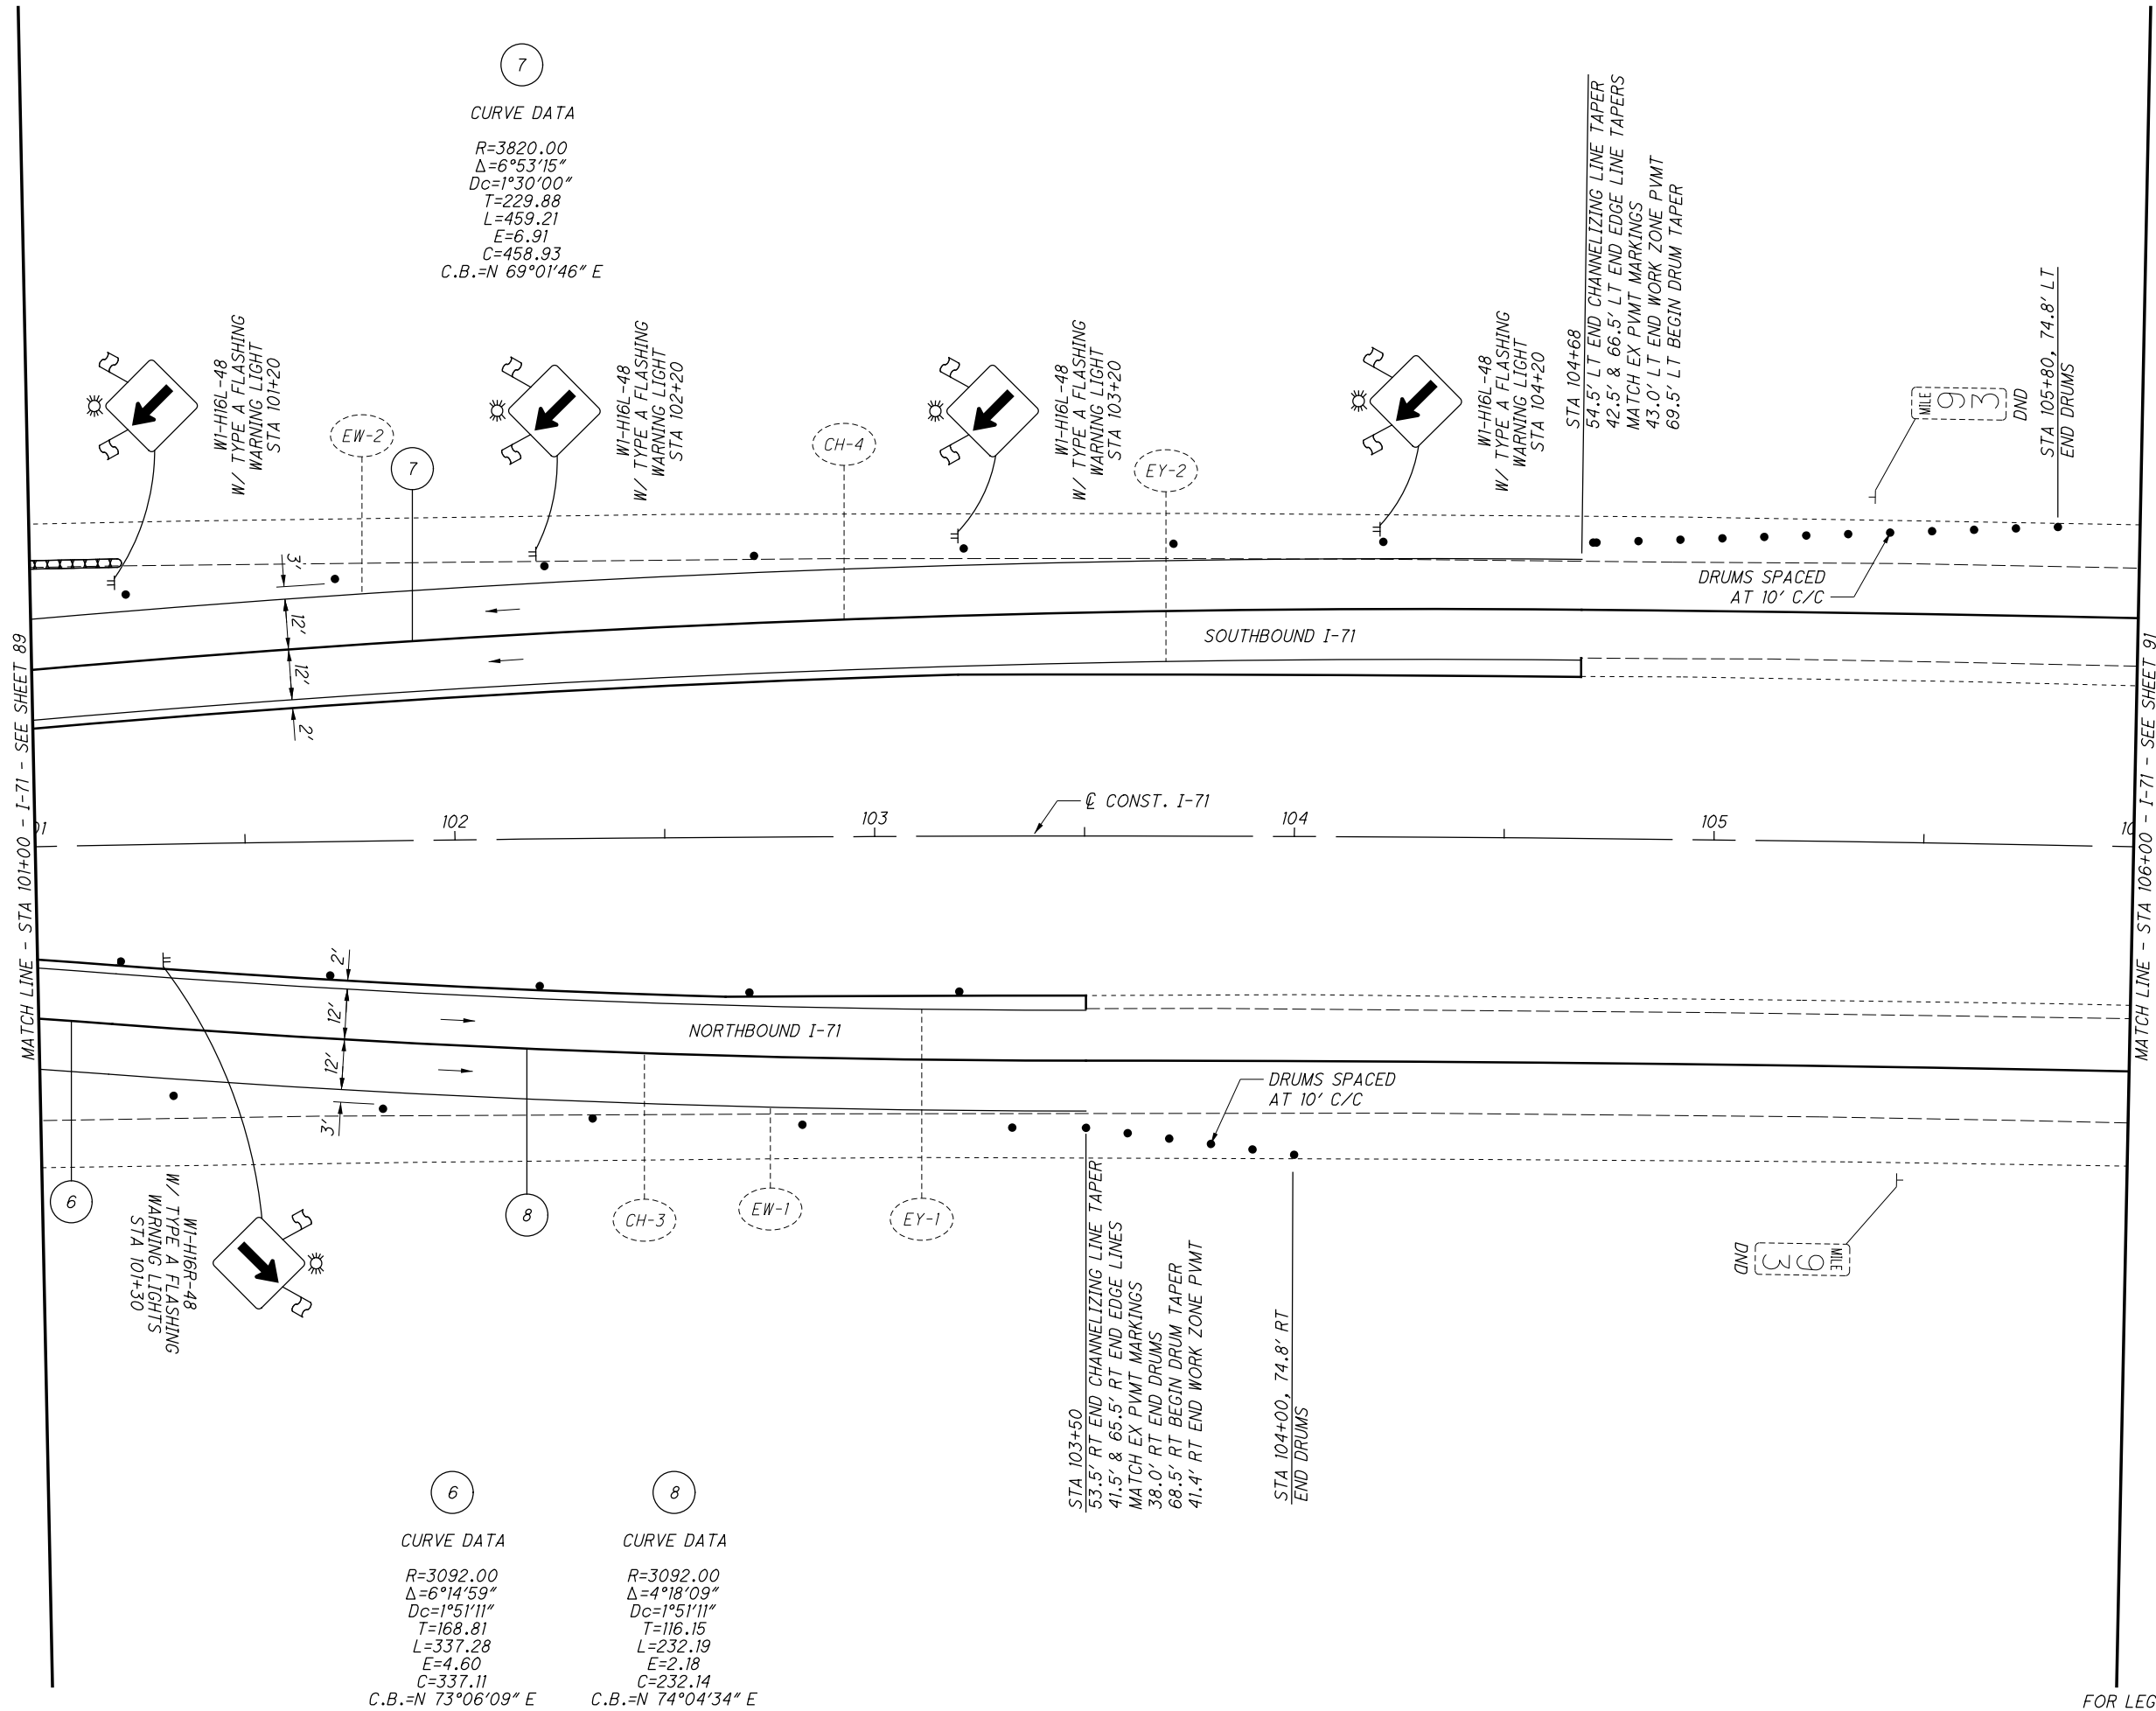 7
CURVE DATA
R=3820.00
Δ=6°53'15"
Dc=1°30'00"
T=229.88
L=459.21
E=6.91
C=458.93
C.B.=N 69°01'46" E
W1-H16L-48
W/ TYPE A FLASHING
WARNING LIGHT
STA 101+20
W1-H16L-48
W/ TYPE A FLASHING
WARNING LIGHT
STA 102+20
W1-H16L-48
W/ TYPE A FLASHING
WARNING LIGHT
STA 103+20
W1-H16L-48
W/ TYPE A FLASHING
WARNING LIGHT
STA 104+20
STA 104+68
54.5' LT END CHANNELIZING LINE TAPER
42.5' & 66.5' LT END EDGE LINE TAPERS
MATCH EX PVMT MARKINGS
43.0' LT END WORK ZONE PVMT
69.5' LT BEGIN DRUM TAPER
MILE
93
DND
STA 105+80, 74.8' LT
END DRUMS
EW-2
7
CH-4
EY-2
3'
12'
12'
2'
DRUMS SPACED
AT 10' C/C
SOUTHBOUND I-71
MATCH LINE - STA 101+00 - I-71 - SEE SHEET 89
MATCH LINE - STA 106+00 - I-71 - SEE SHEET 91
℄ CONST. I-71
01
102
103
104
105
10
2'
12'
12'
3'
NORTHBOUND I-71
DRUMS SPACED
AT 10' C/C
6
8
CH-3
EW-1
EY-1
W1-H16R-48
W/ TYPE A FLASHING
WARNING LIGHTS
STA 101+30
STA 103+50
53.5' RT END CHANNELIZING LINE TAPER
41.5' & 65.5' RT END EDGE LINES
MATCH EX PVMT MARKINGS
38.0' RT END DRUMS
68.5' RT BEGIN DRUM TAPER
41.4' RT END WORK ZONE PVMT
STA 104+00, 74.8' RT
END DRUMS
MILE
93
DND
6
CURVE DATA
R=3092.00
Δ=6°14'59"
Dc=1°51'11"
T=168.81
L=337.28
E=4.60
C=337.11
C.B.=N 73°06'09" E
8
CURVE DATA
R=3092.00
Δ=4°18'09"
Dc=1°51'11"
T=116.15
L=232.19
E=2.18
C=232.14
C.B.=N 74°04'34" E
FOR LEG